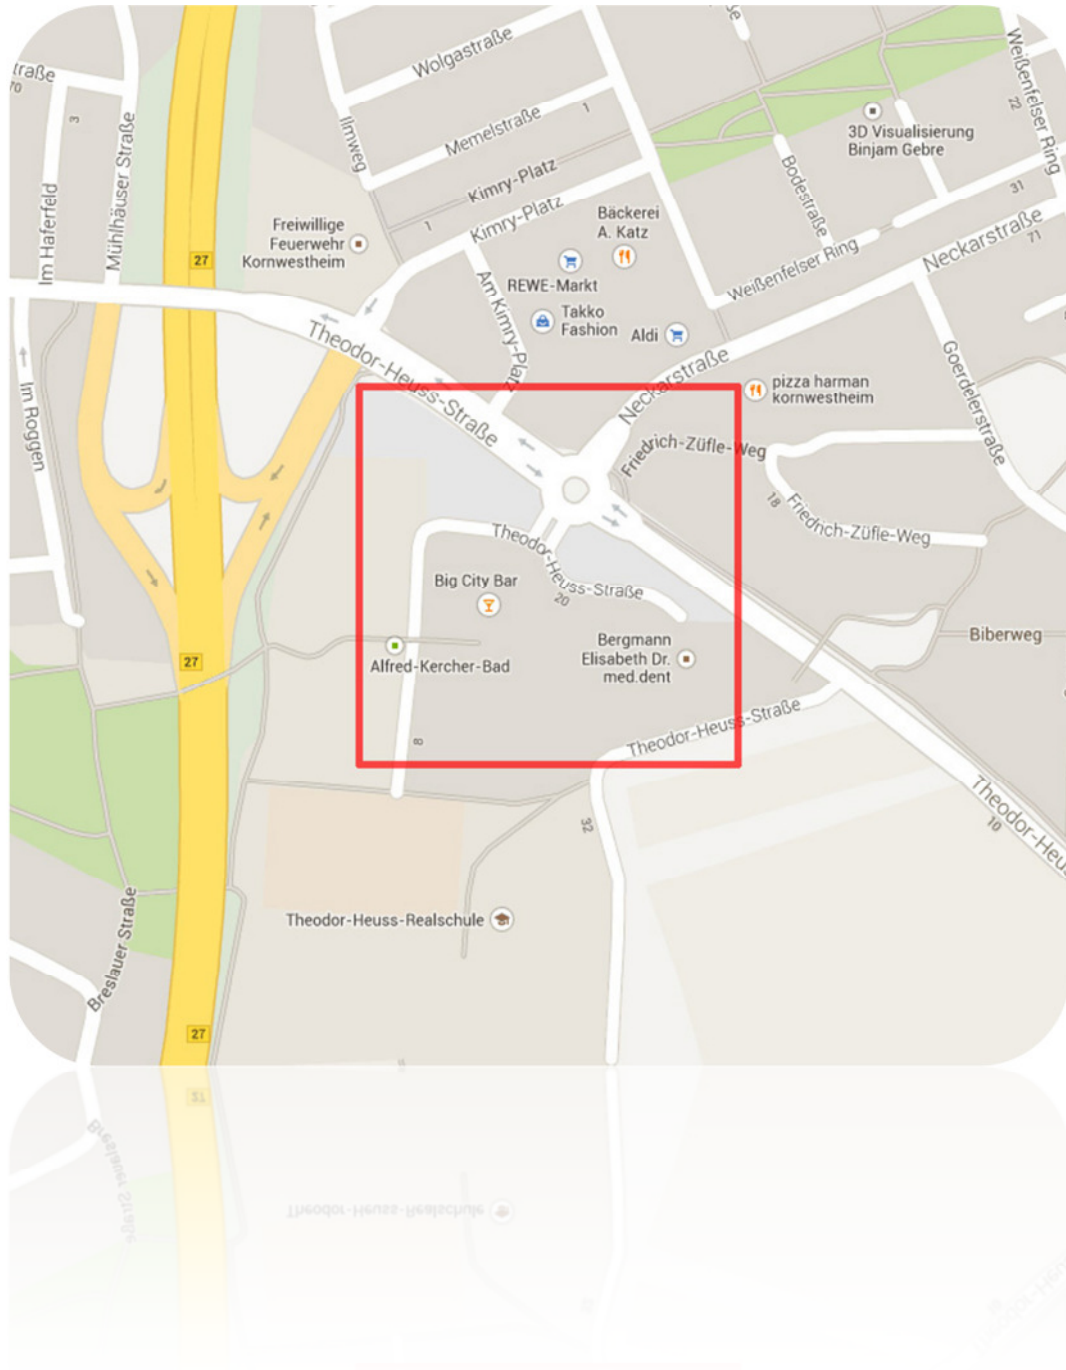 Wolgastraße
Weißenfelser Ring
22
traße
70
3
Memelstraße
1
3D Visualisierung
Binjam Gebre
Ilmweg
Mühlhäuser Straße
Im Haferfeld
Kimry-Platz
Bodestraße
31
Freiwillige
Feuerwehr
Kornwestheim
1
Kimry-Platz
Bäckerei
A. Katz
Neckarstraße
71
27
REWE-Markt
Weißenfelser Ring
Am Kimry-Platz
Takko
Fashion
Aldi
Theodor-Heuss-Straße
Neckarstraße
pizza harman
kornwestheim
Goerdelerstraße
Im Roggen
Friedrich-Züfle-Weg
18
Friedrich-Züfle-Weg
Theodor-Heuss-Straße
20
Big City Bar
Biberweg
Bergmann
Elisabeth Dr.
med.dent
27
Alfred-Kercher-Bad
8
Theodor-Heuss-Straße
32
Theodor-Heus
10
Theodor-Heuss-Realschule
Breslauer Straße
27